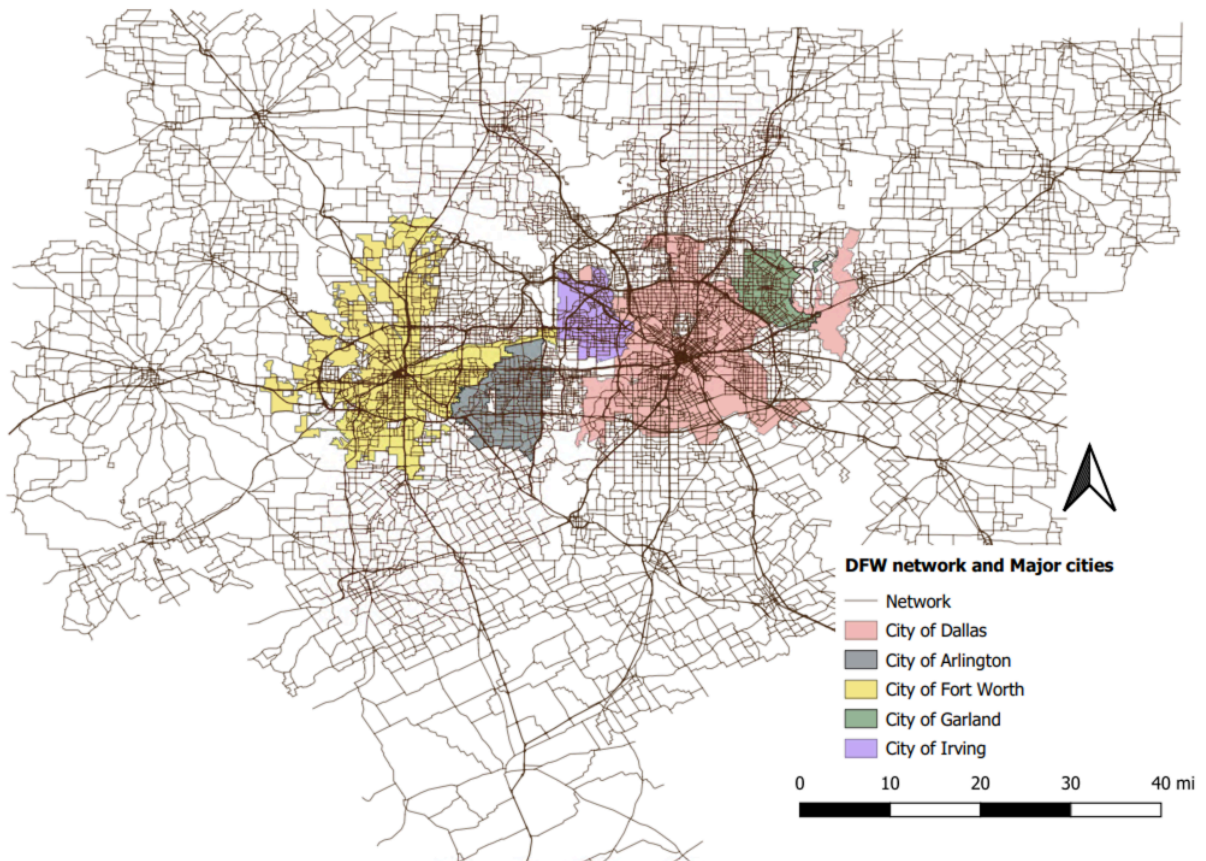 DFW network and Major cities
Network
City of Dallas
City of Arlington
City of Fort Worth
City of Garland
City of Irving
0 10 20 30 40 mi